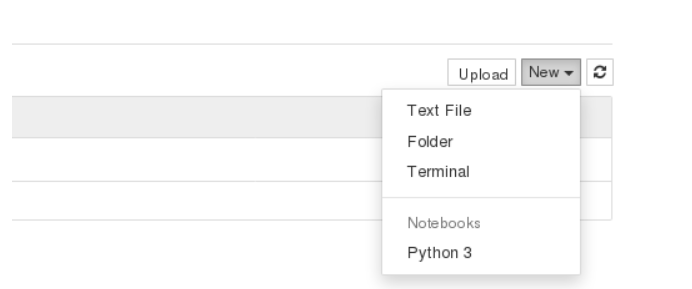 Upload New
Text File
Folder
Terminal
Notebooks
Python 3